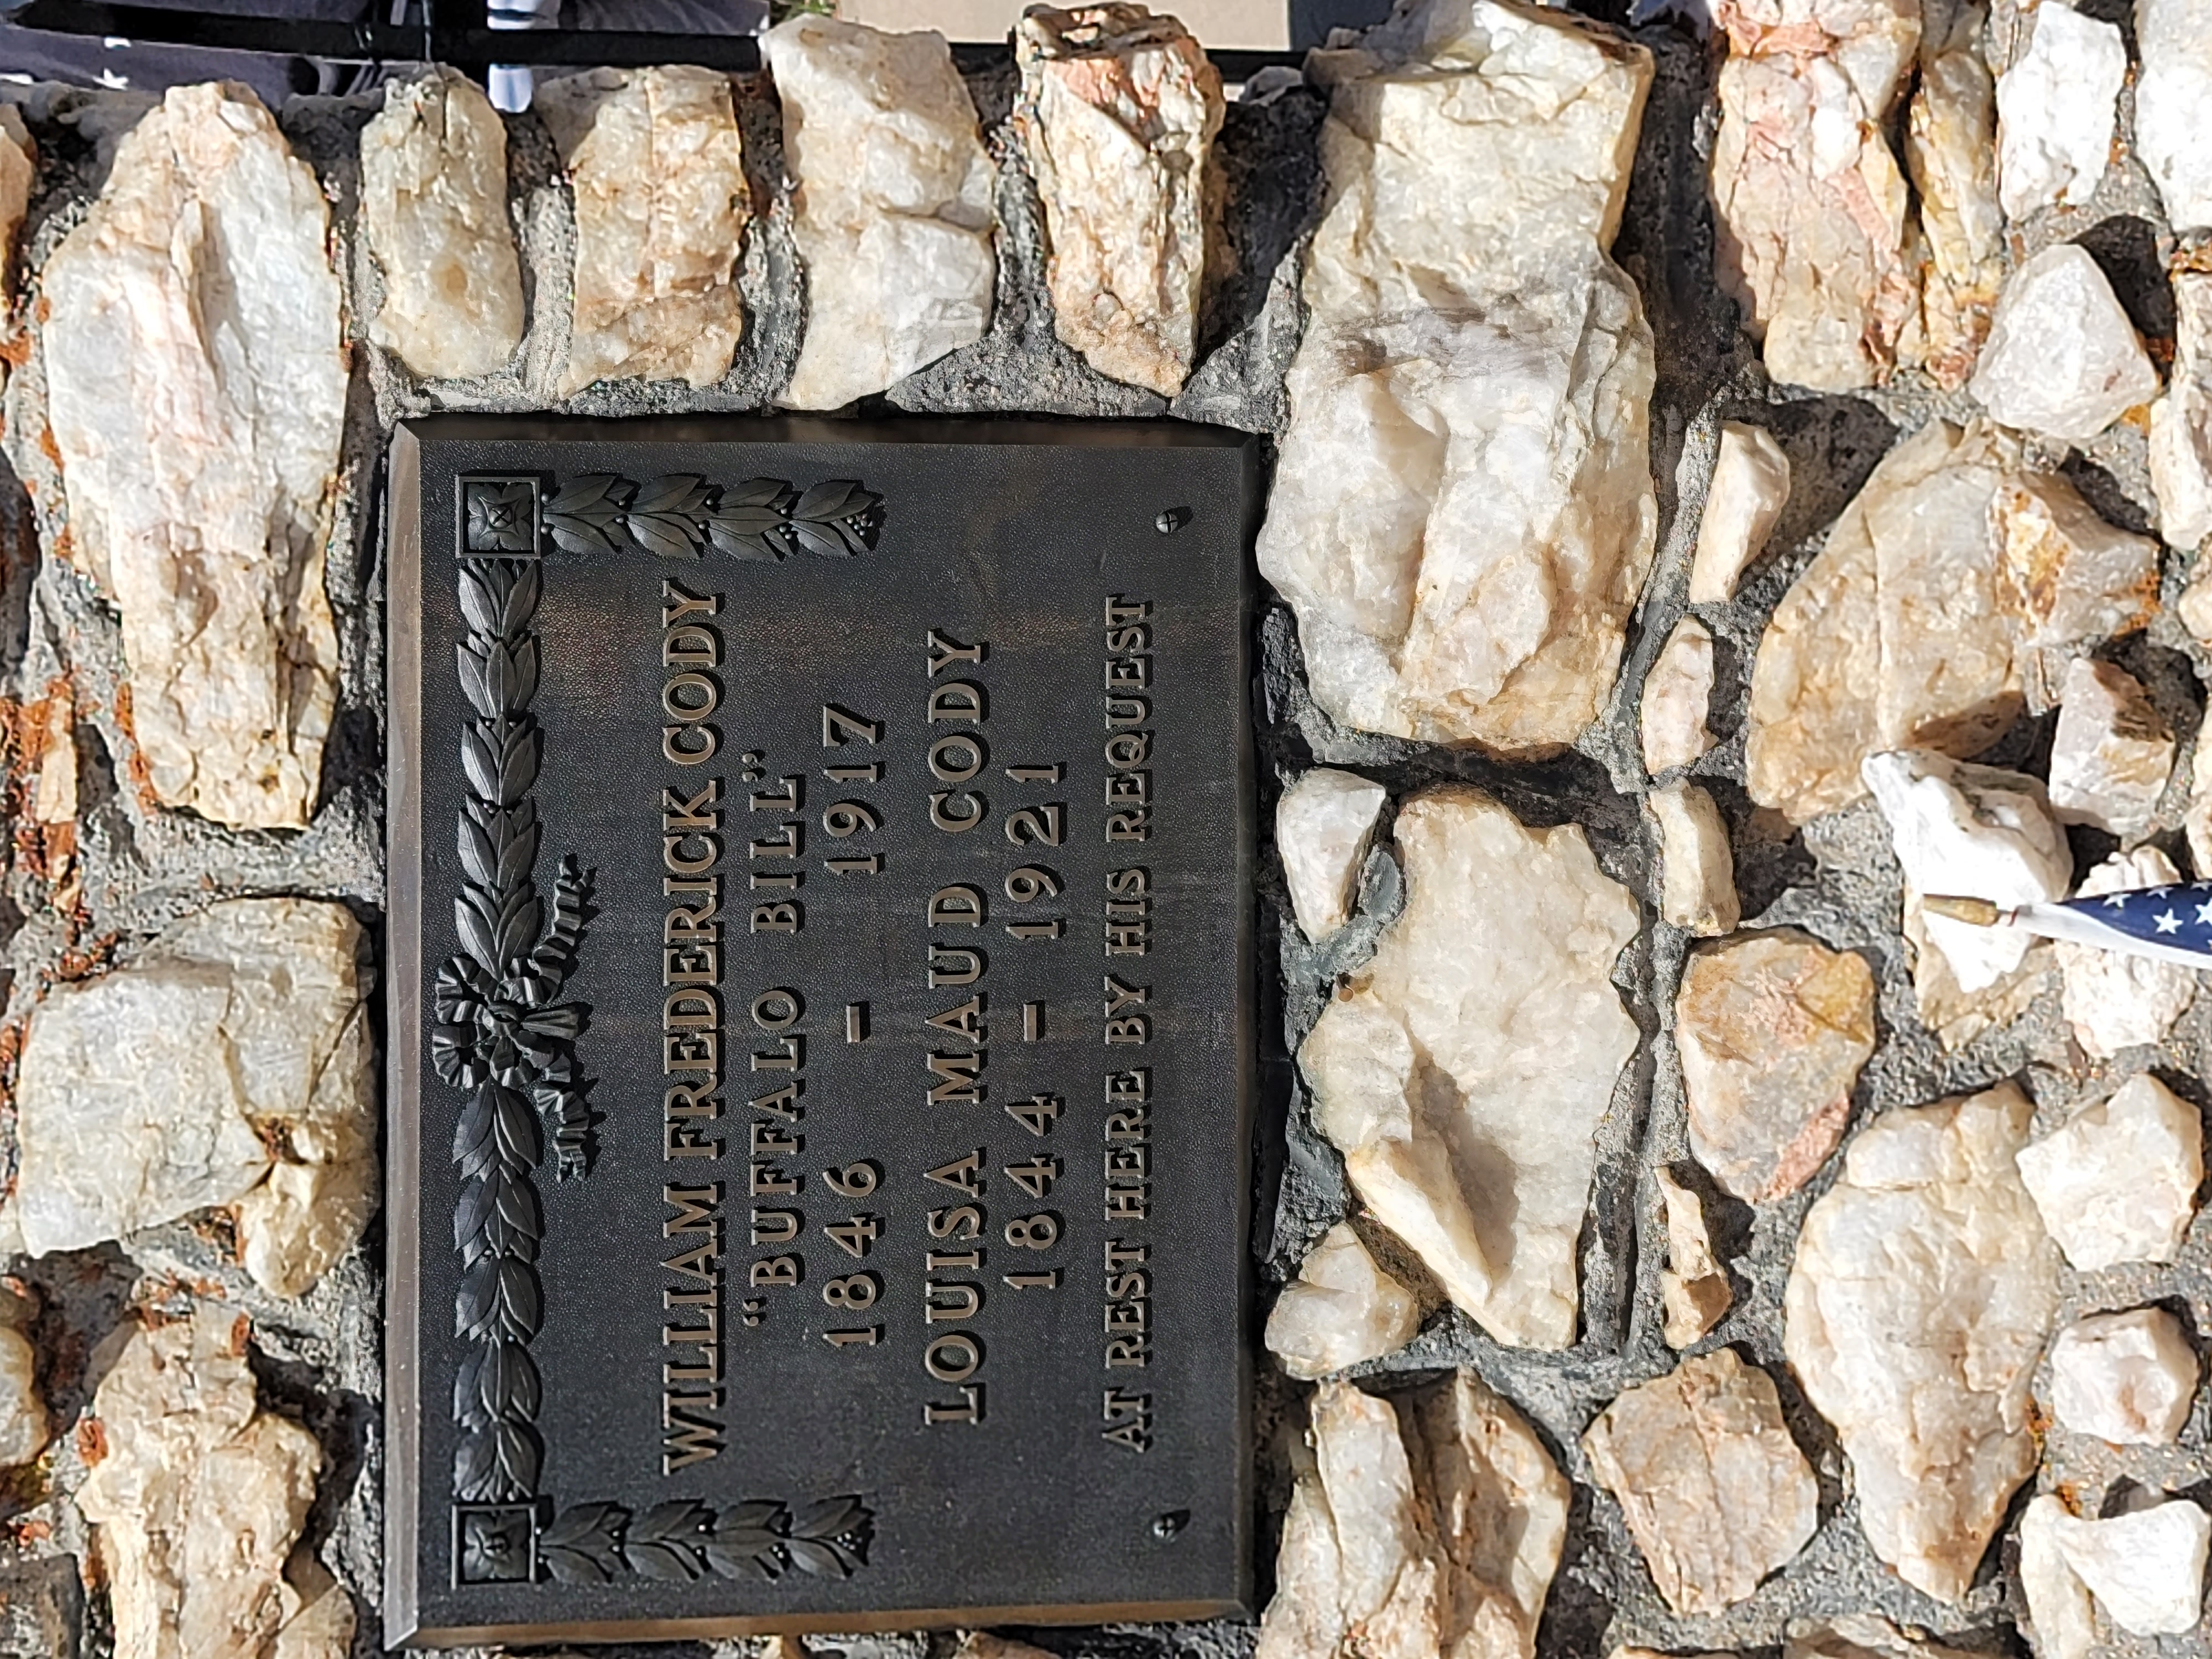 WILLIAM FREDERICK CODY
“BUFFALO BILL”
1846 - 1917
LOUISA MAUD CODY
1844 - 1921
AT REST HERE BY HIS REQUEST